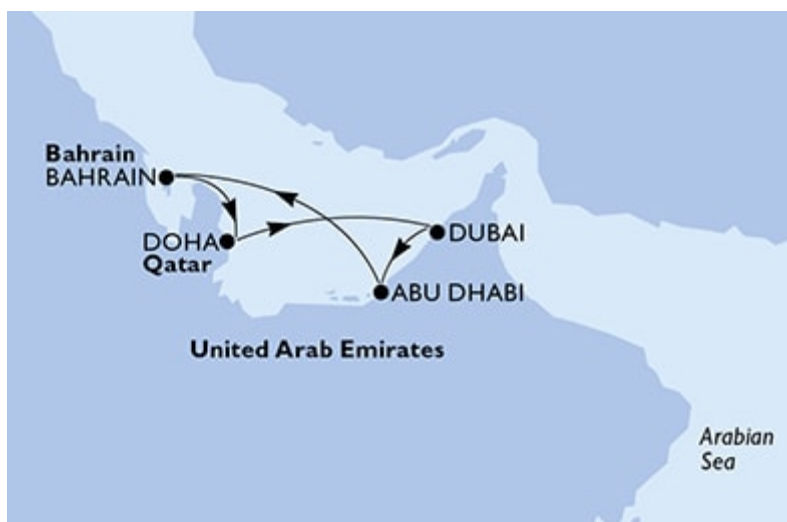 Bahrain
BAHRAIN
DOHA
Qatar
DUBAI
ABU DHABI
United Arab Emirates
Arabian
Sea